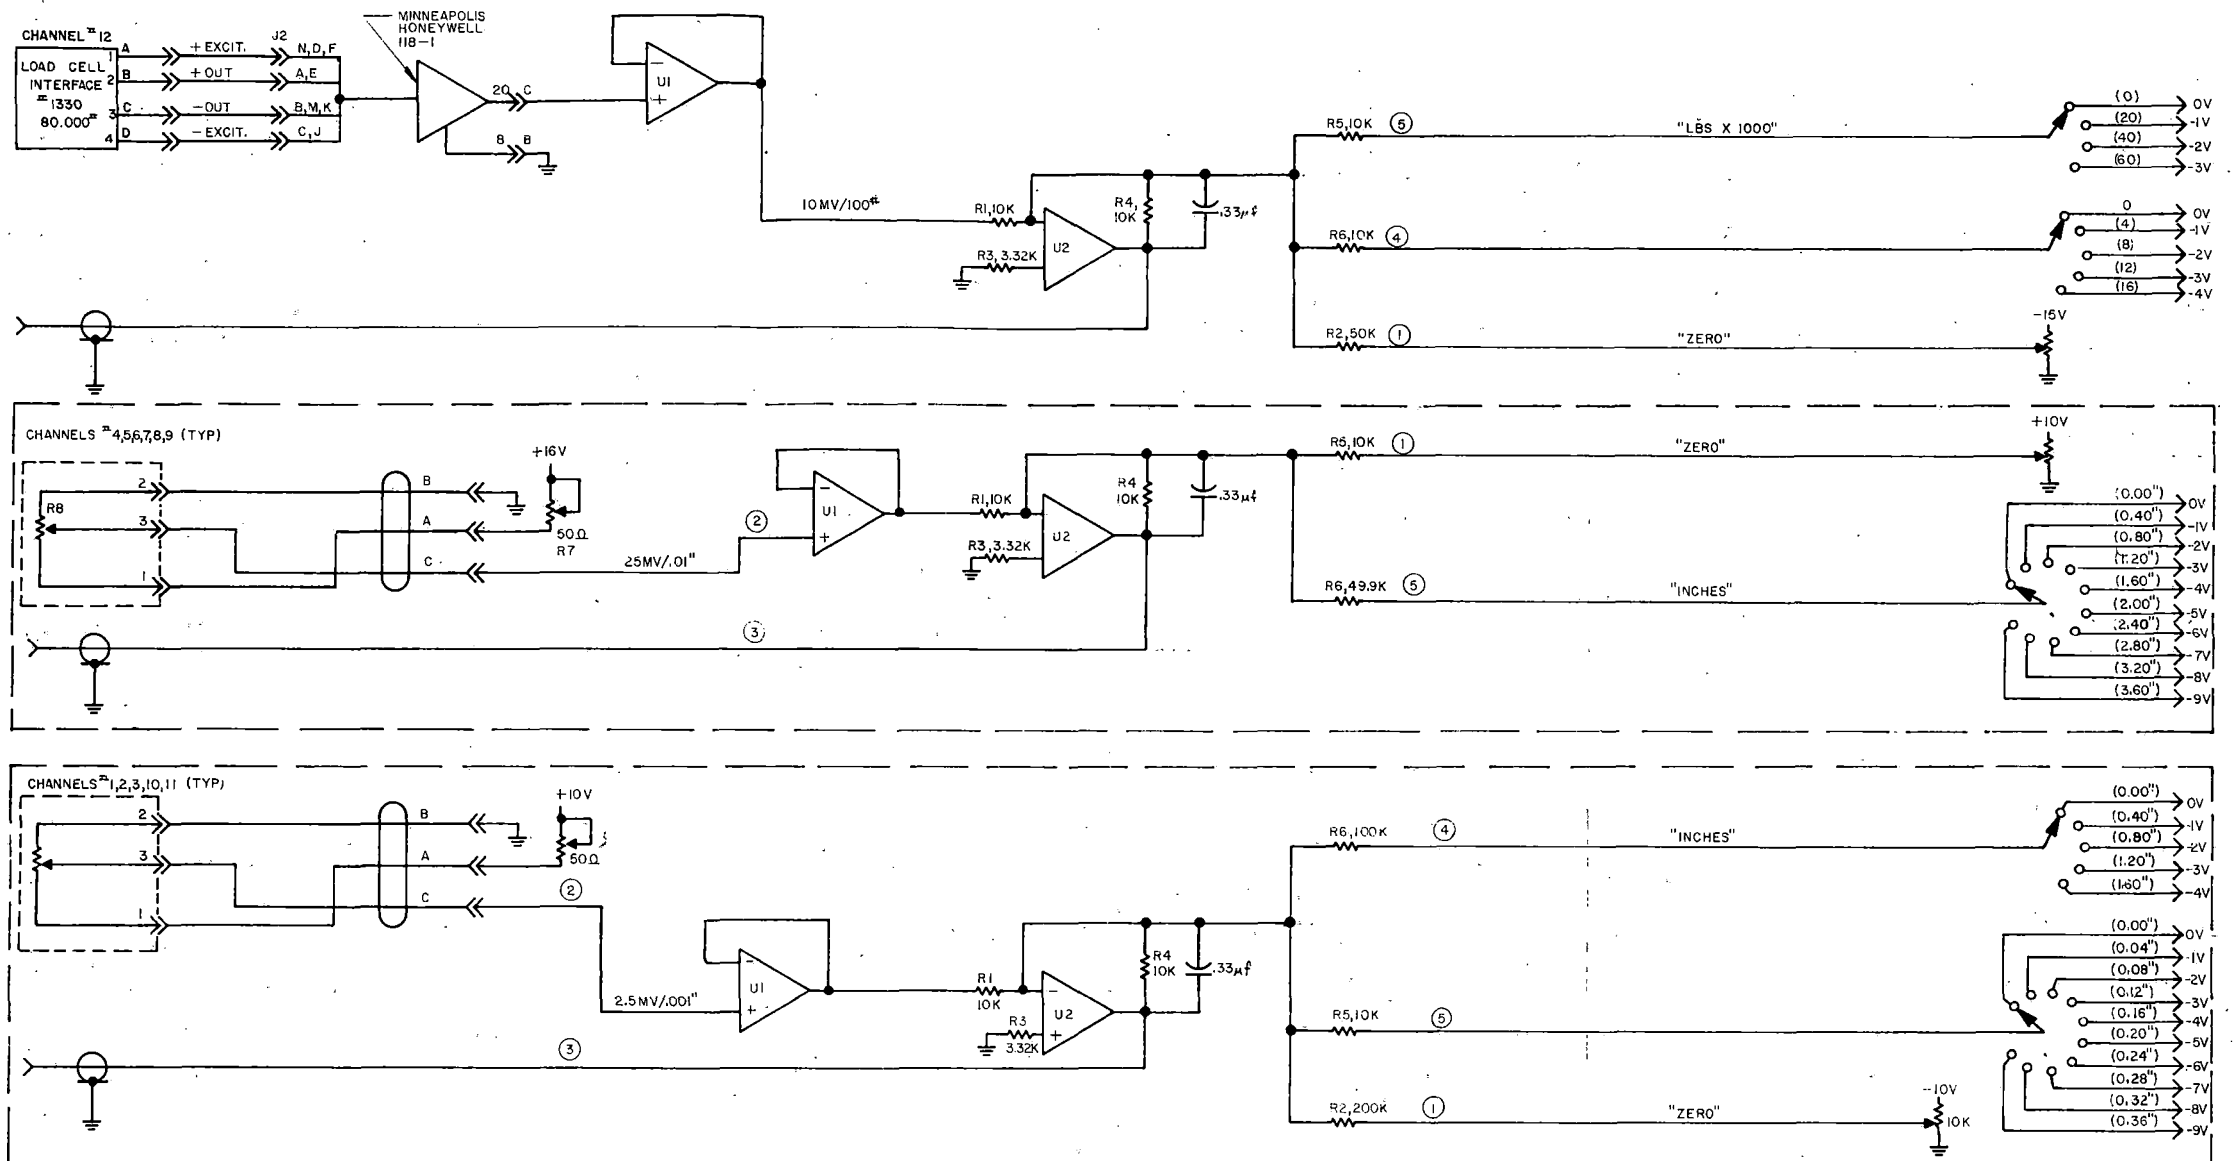 CHANNEL #12
LOAD CELL
INTERFACE
#1330
80.000#
1
2
3
4
A
B
C
D
+ EXCIT.
+ OUT
- OUT
- EXCIT.
J2
N, D, F
A, E
B, M, K
C, J
MINNEAPOLIS
HONEYWELL
118-1
20
C
8
B
-
U1
+
10MV/100#
R1,10K
R3, 3.32K
U2
R4,
10K
.33µf
R5,10K
5
"LBS X 1000"
R6,10K
4
R2,50K
1
"ZERO"
(0)
0V
(20)
-1V
(40)
-2V
(60)
-3V
0
0V
(4)
-1V
(8)
-2V
(12)
-3V
(16)
-4V
-15V
CHANNELS #4,5,6,7,8,9 (TYP)
R8
2
3
1
B
A
C
+16V
50Ω
R7
2
25MV/.01"
3
-
U1
+
R1,10K
R3,3.32K
U2
R4
10K
.33µf
R5,10K
1
"ZERO"
+10V
R6,49.9K
5
"INCHES"
(0.00")
0V
(0.40")
-1V
(0.80")
-2V
(1.20")
-3V
(1.60")
-4V
(2.00")
-5V
(2.40")
-6V
(2.80")
-7V
(3.20")
-8V
(3.60")
-9V
CHANNELS #1,2,3,10,11 (TYP)
2
3
1
B
A
C
+10V
50Ω
2
2.5MV/.001"
3
-
U1
+
R1
10K
R3
3.32K
-
U2
+
R4
10K
.33µf
R6,100K
4
"INCHES"
R5,10K
5
R2,200K
1
"ZERO"
-10V
10K
(0.00")
0V
(0.40")
-1V
(0.80")
-2V
(1.20")
-3V
(1.60")
-4V
(0.00")
0V
(0.04")
-1V
(0.08")
-2V
(0.12")
-3V
(0.16")
-4V
(0.20")
-5V
(0.24")
-6V
(0.28")
-7V
(0.32")
-8V
(0.36")
-9V